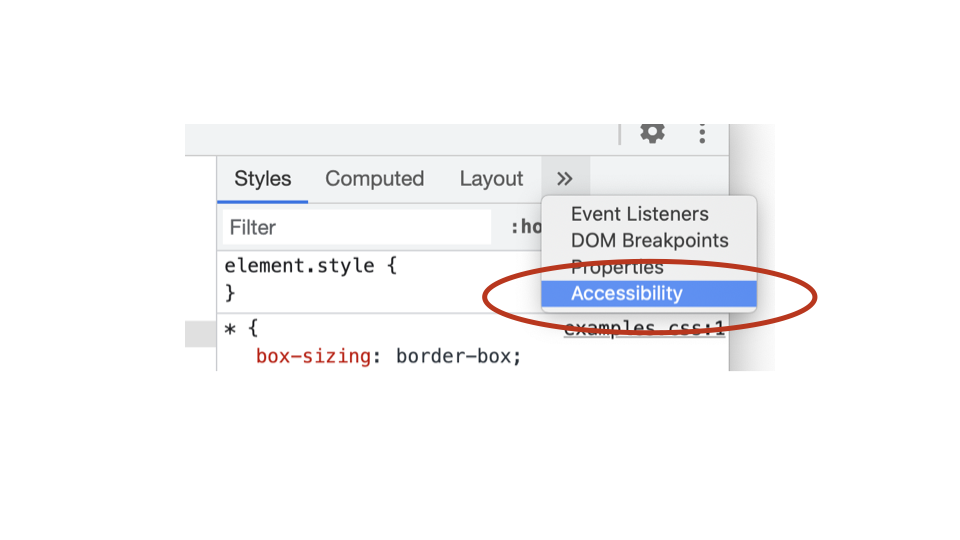 Styles Computed Layout »
Filter :ho
Event Listeners
DOM Breakpoints
Properties
Accessibility
element.style {
}
* { examples.css:1
box-sizing: border-box;